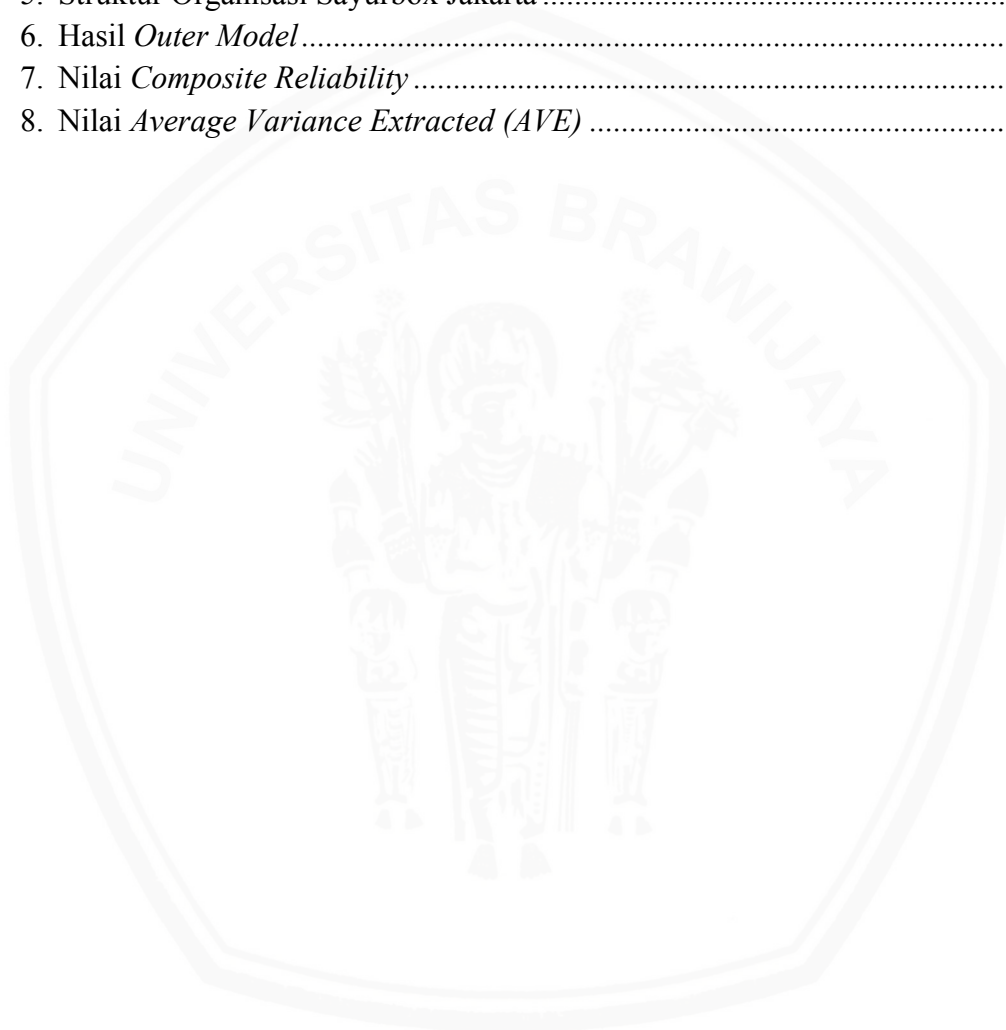 5. Struktur Organisasi Sayurbox Jakarta ..........................................................
6. Hasil Outer Model .........................................................................................
7. Nilai Composite Reliability ...........................................................................
8. Nilai Average Variance Extracted (AVE) .....................................................
UNIVERSITAS BRAWIJAYA